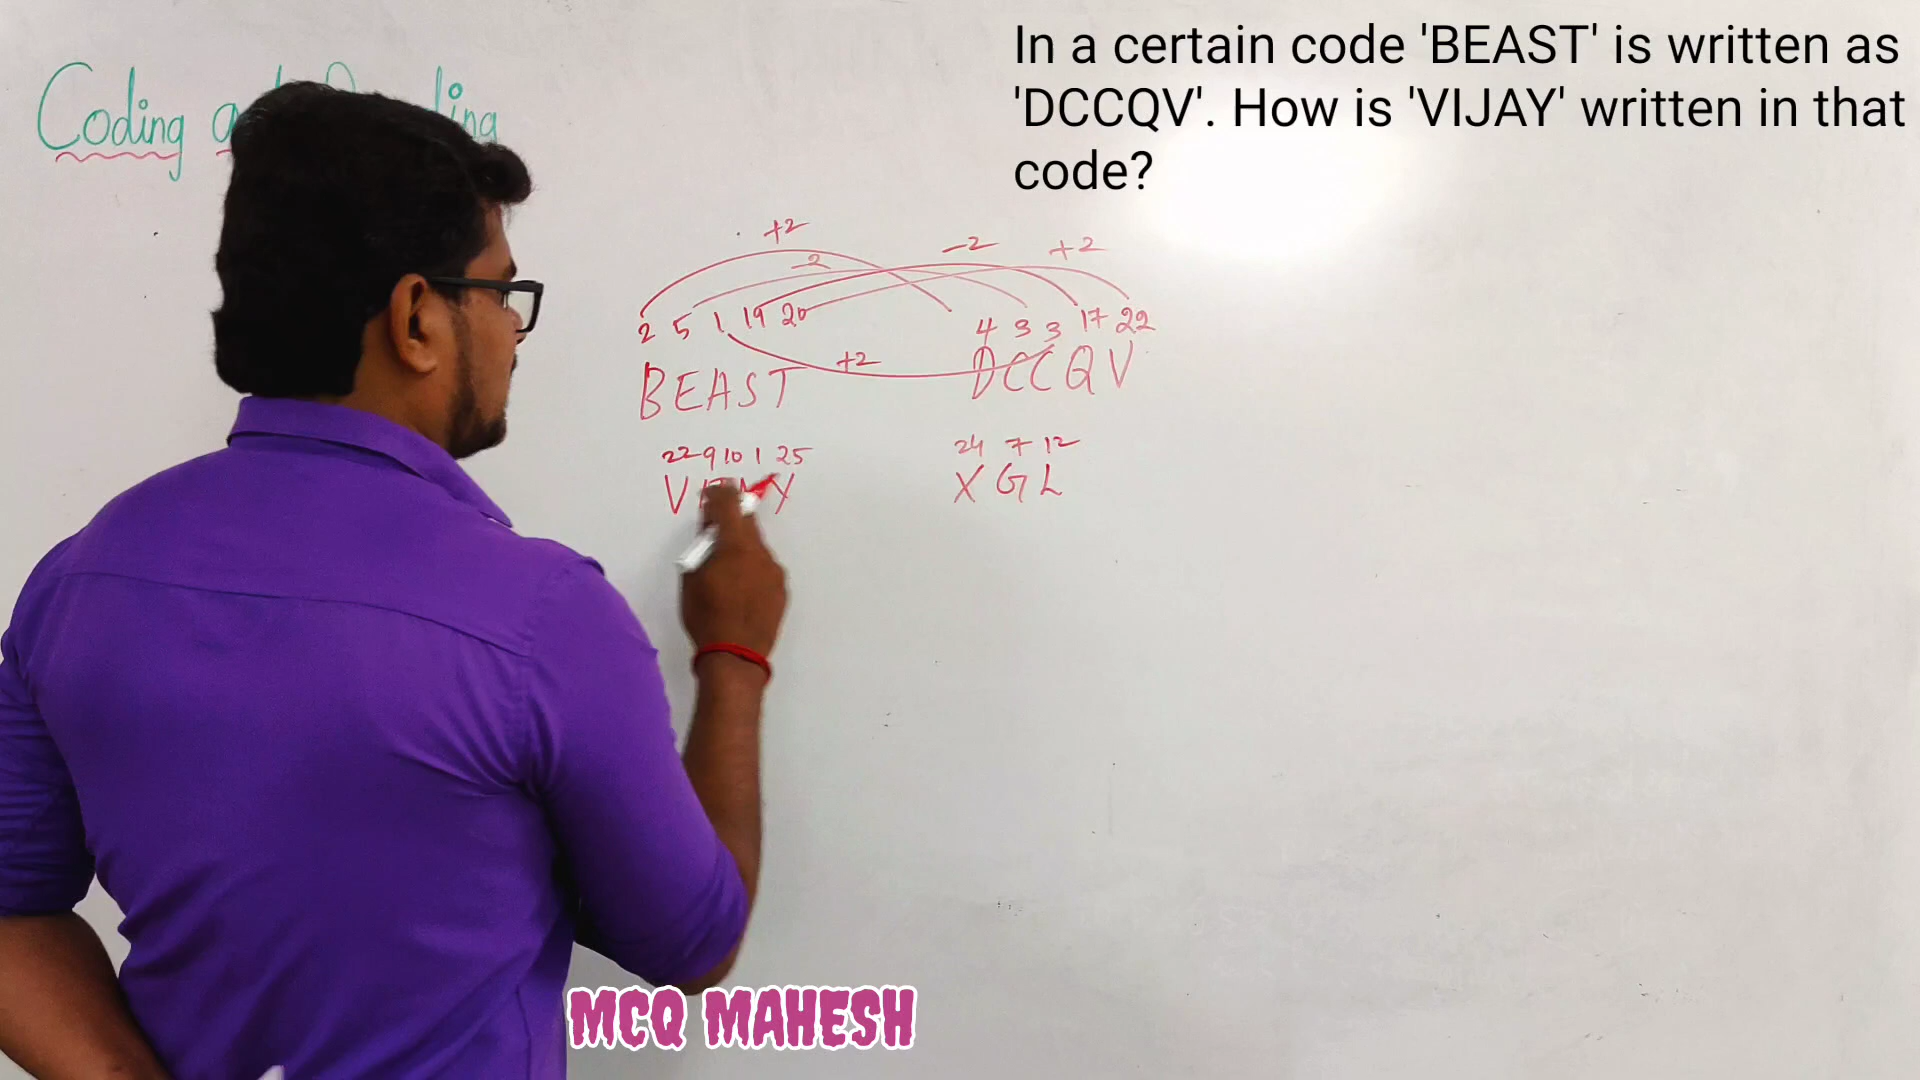 In a certain code 'BEAST' is written as
'DCCQV'. How is 'VIJAY' written in that
code?
Coding
+2 -2 -2 +2
2 5 1 19 20 4 3 3 17 22
+2
BEAST DCCQV
22 9 10 1 25 24 7 12
V Y X G L
MCQ MAHESH